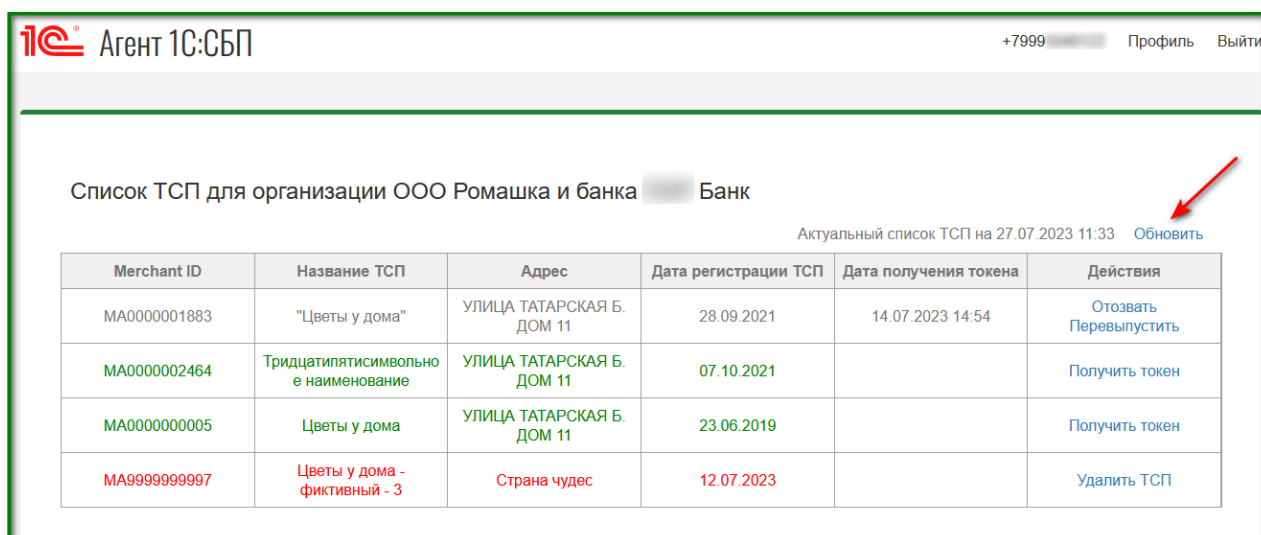 1С® Агент 1С:СБП
+7999 Профиль Выйти
Список ТСП для организации ООО Ромашка и банка Банк
Актуальный список ТСП на 27.07.2023 11:33 Обновить
Merchant ID Название ТСП Адрес Дата регистрации ТСП Дата получения токена Действия
MA0000001883 "Цветы у дома" УЛИЦА ТАТАРСКАЯ Б. 28.09.2021 14.07.2023 14:54 Отозвать
ДОМ 11 Перевыпустить
MA0000002464 Тридцатипятисимвольно УЛИЦА ТАТАРСКАЯ Б. 07.10.2021 Получить токен
е наименование ДОМ 11
MA0000000005 Цветы у дома УЛИЦА ТАТАРСКАЯ Б. 23.06.2019 Получить токен
ДОМ 11
MA9999999997 Цветы у дома - Страна чудес 12.07.2023 Удалить ТСП
фиктивный - 3